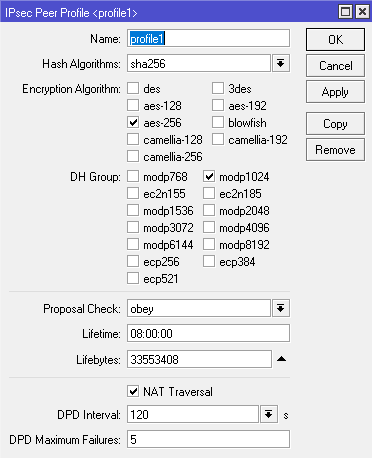 IPsec Peer Profile <profile1>
Name: profile1 OK
Hash Algorithms: sha256 Cancel
Encryption Algorithm: des 3des Apply
aes-128 aes-192
aes-256 blowfish Copy
camellia-128 camellia-192
camellia-256 Remove
DH Group: modp768 modp1024
ec2n155 ec2n185
modp1536 modp2048
modp3072 modp4096
modp6144 modp8192
ecp256 ecp384
ecp521
Proposal Check: obey
Lifetime: 08:00:00
Lifebytes: 33553408
NAT Traversal
DPD Interval: 120 s
DPD Maximum Failures: 5